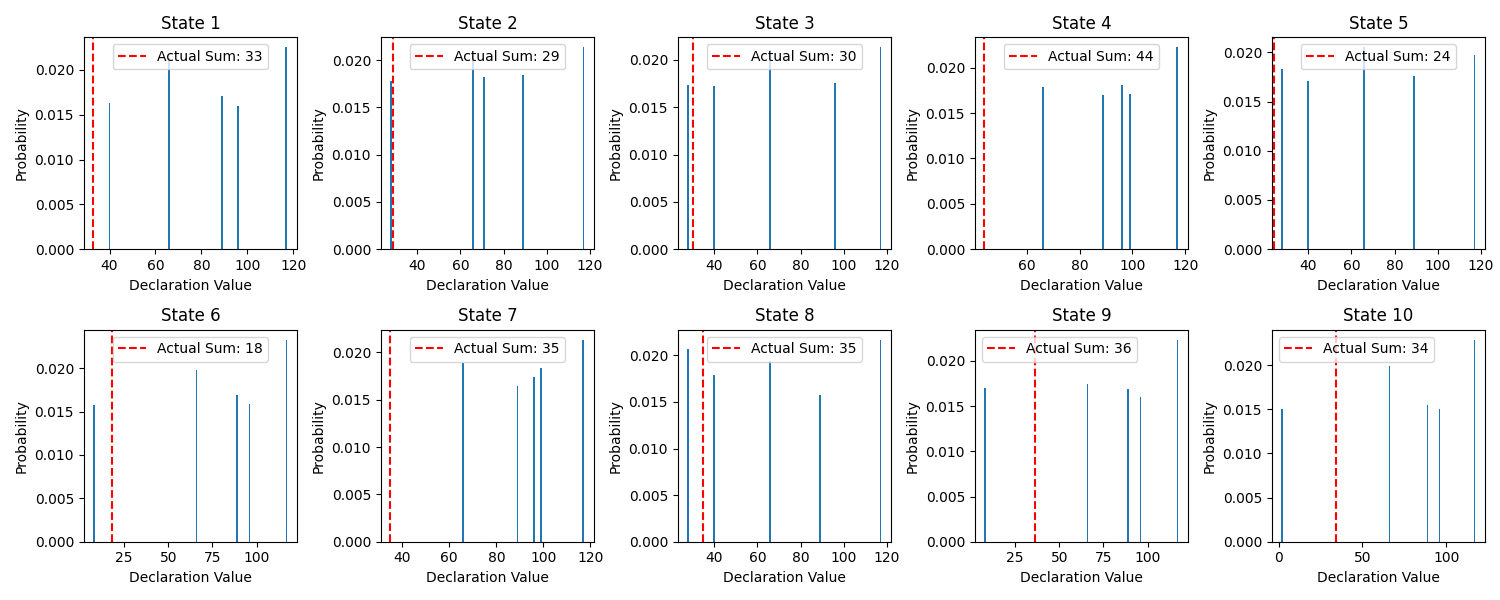 State 1
Actual Sum: 33
0.020
0.015
0.010
0.005
0.000
Probability
40 60 80 100 120
Declaration Value
State 2
Actual Sum: 29
0.020
0.015
0.010
0.005
0.000
Probability
40 60 80 100 120
Declaration Value
State 3
Actual Sum: 30
0.020
0.015
0.010
0.005
0.000
Probability
40 60 80 100 120
Declaration Value
State 4
Actual Sum: 44
0.020
0.015
0.010
0.005
0.000
Probability
60 80 100 120
Declaration Value
State 5
Actual Sum: 24
0.020
0.015
0.010
0.005
0.000
Probability
40 60 80 100 120
Declaration Value
State 6
Actual Sum: 18
0.020
0.015
0.010
0.005
0.000
Probability
25 50 75 100
Declaration Value
State 7
Actual Sum: 35
0.020
0.015
0.010
0.005
0.000
Probability
40 60 80 100 120
Declaration Value
State 8
Actual Sum: 35
0.020
0.015
0.010
0.005
0.000
Probability
40 60 80 100 120
Declaration Value
State 9
Actual Sum: 36
0.020
0.015
0.010
0.005
0.000
Probability
25 50 75 100
Declaration Value
State 10
Actual Sum: 34
0.020
0.015
0.010
0.005
0.000
Probability
0 50 100
Declaration Value